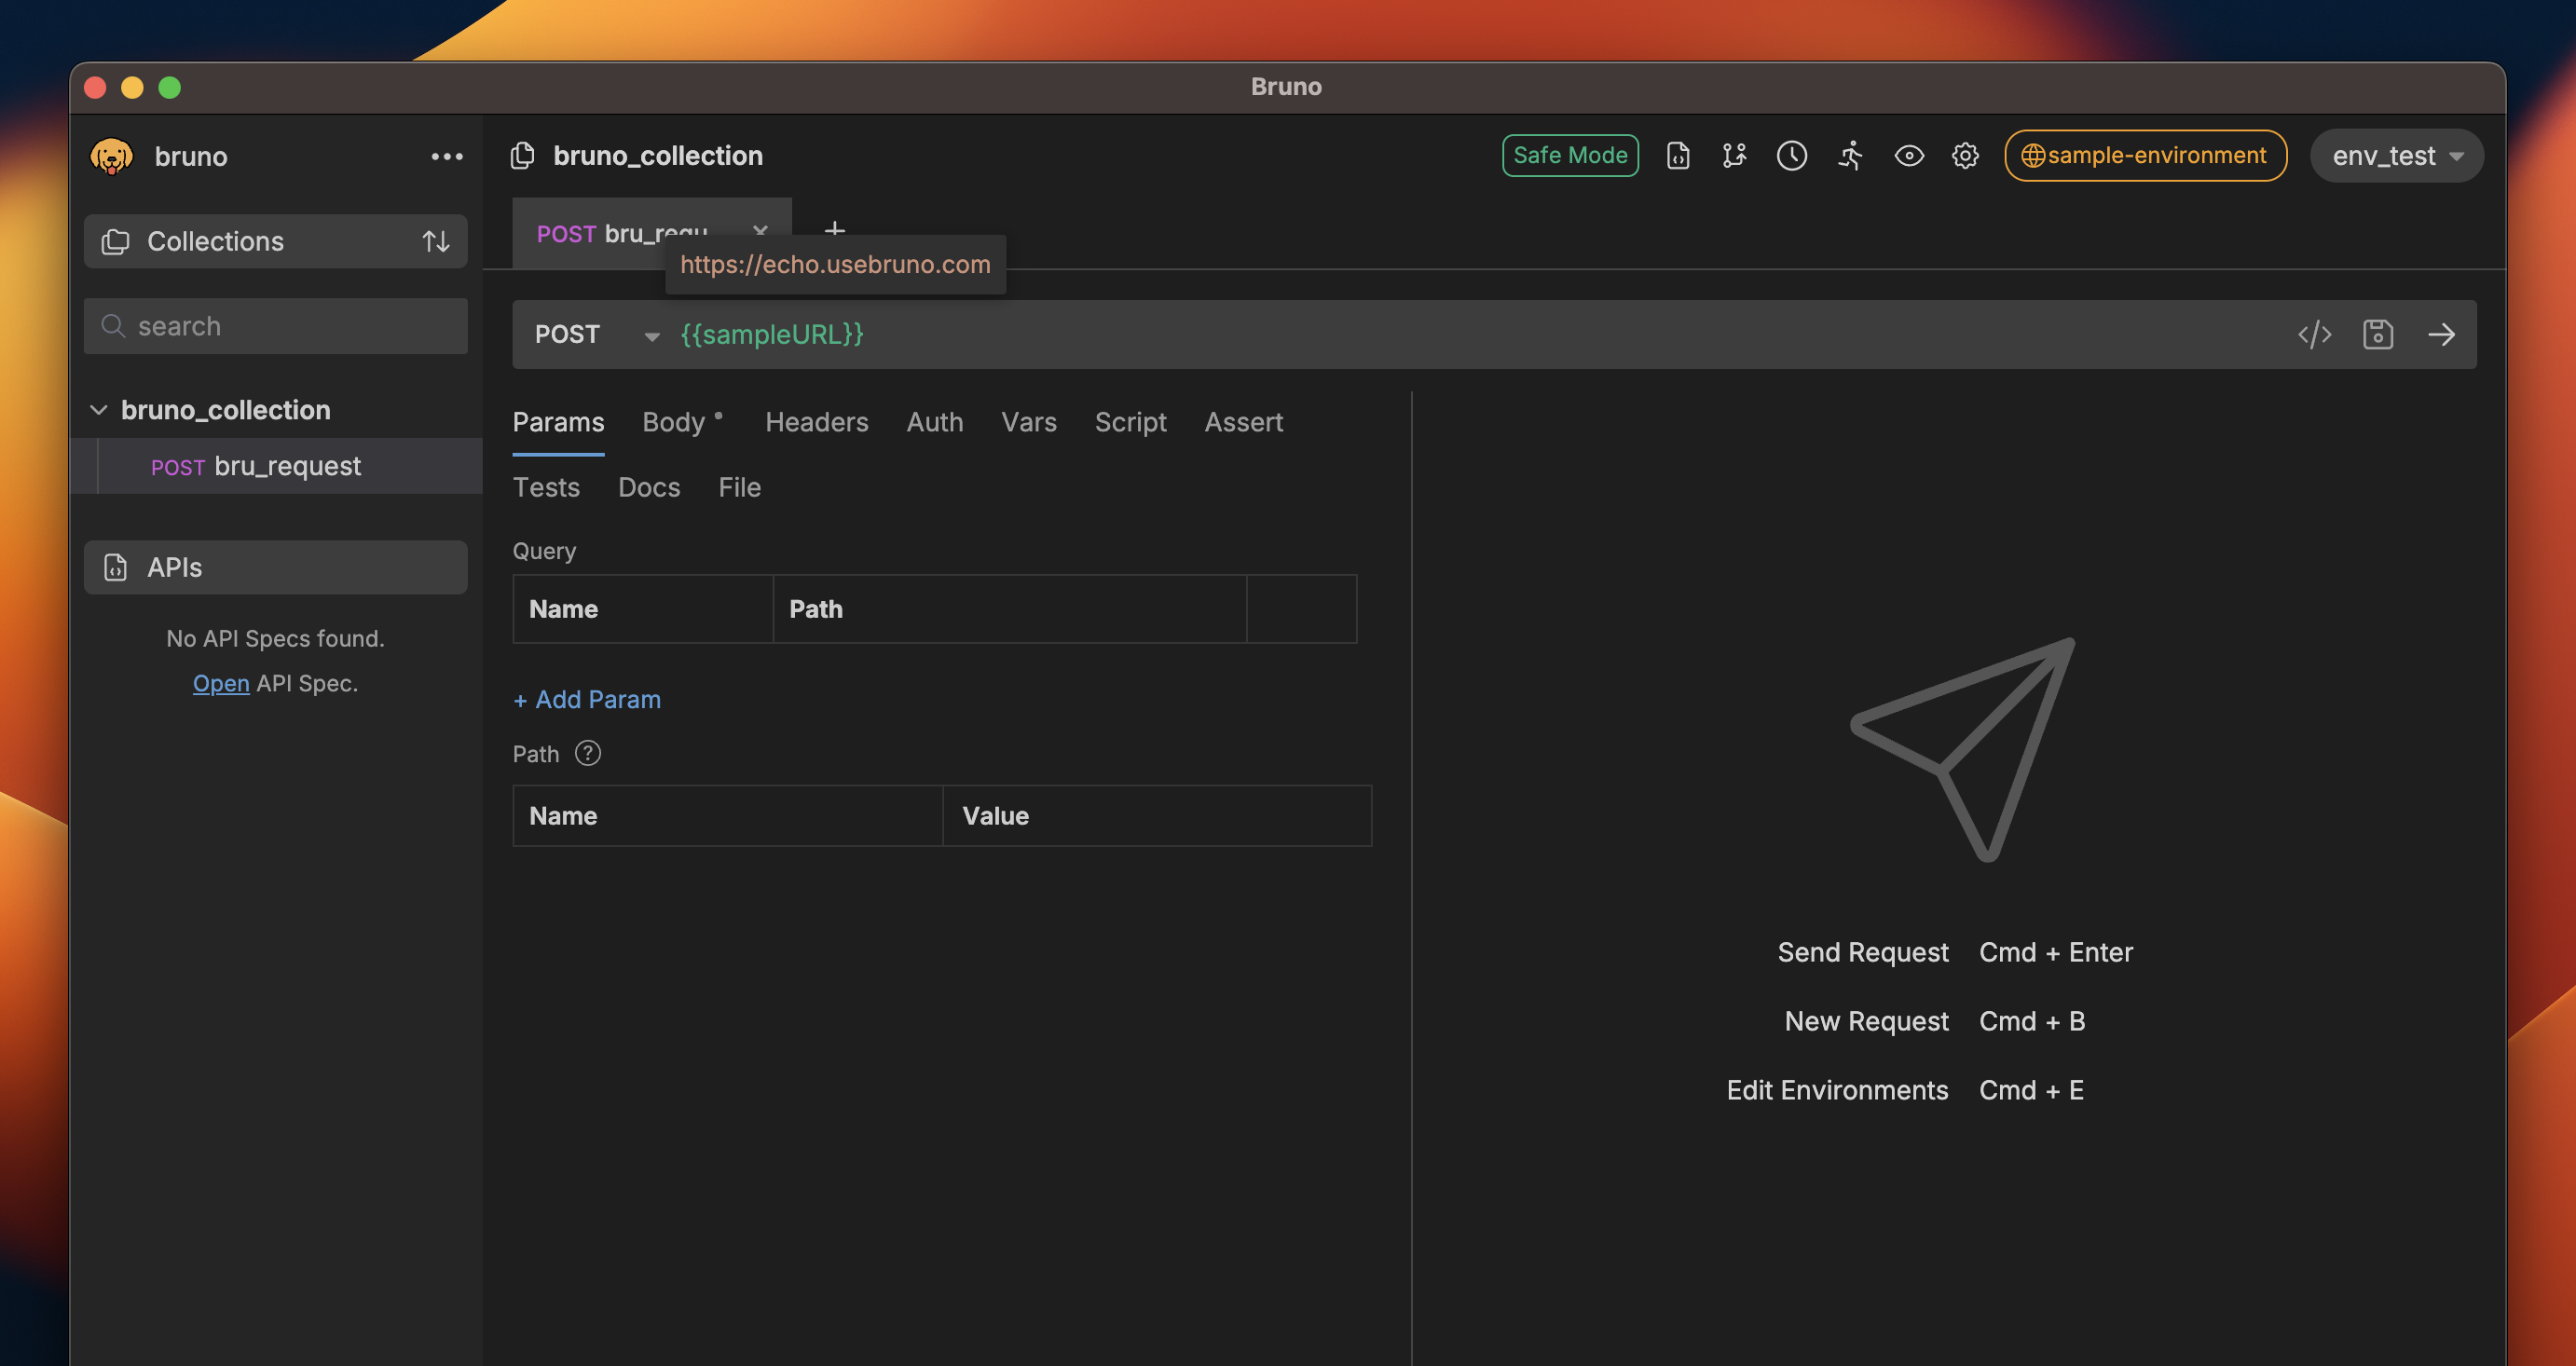 Bruno
bruno
Collections
search
bruno_collection
POST bru_request
APIs
No API Specs found.
Open API Spec.
bruno_collection
Safe Mode
sample-environment
env_test
POST bru_requ
https://echo.usebruno.com
POST
{{sampleURL}}
Params Body Headers Auth Vars Script Assert
Tests Docs File
Query
Name Path
+ Add Param
Path
Name Value
Send Request Cmd + Enter
New Request Cmd + B
Edit Environments Cmd + E